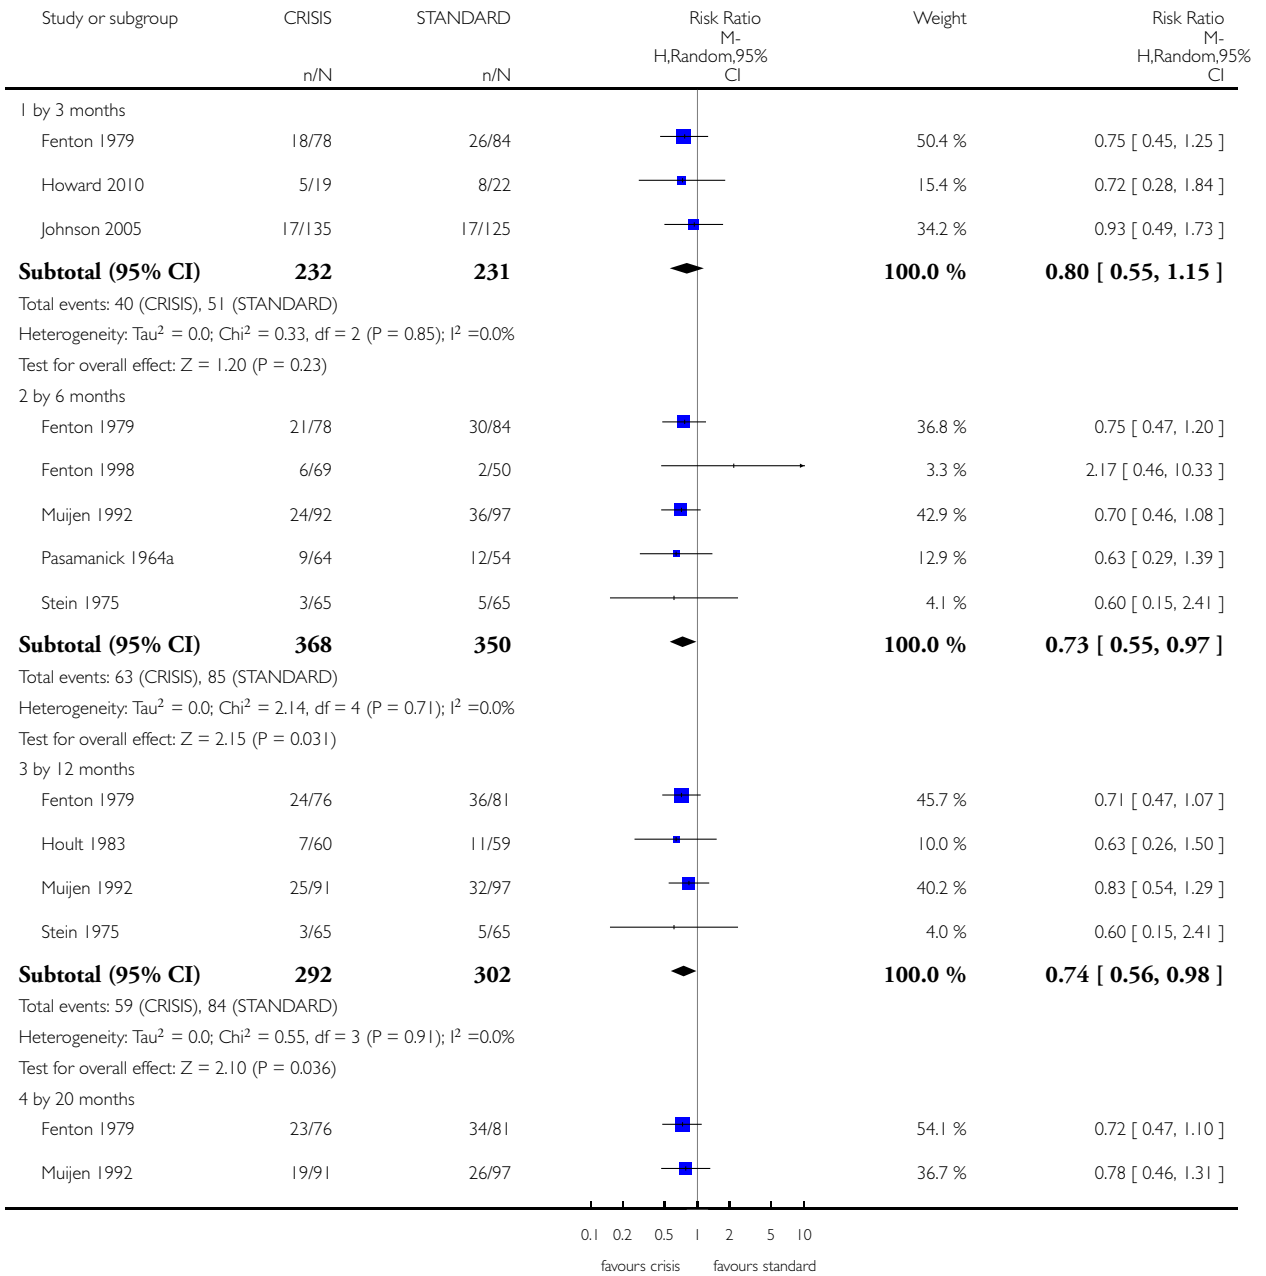 Study or subgroup CRISIS STANDARD Risk Ratio Weight Risk Ratio
M- M-
H,Random,95% H,Random,95%
n/N n/N CI CI
1 by 3 months
Fenton 1979 18/78 26/84 50.4 % 0.75 [ 0.45, 1.25 ]
Howard 2010 5/19 8/22 15.4 % 0.72 [ 0.28, 1.84 ]
Johnson 2005 17/135 17/125 34.2 % 0.93 [ 0.49, 1.73 ]
Subtotal (95% CI) 232 231 100.0 % 0.80 [ 0.55, 1.15 ]
Total events: 40 (CRISIS), 51 (STANDARD)
Heterogeneity: Tau² = 0.0; Chi² = 0.33, df = 2 (P = 0.85); I² =0.0%
Test for overall effect: Z = 1.20 (P = 0.23)
2 by 6 months
Fenton 1979 21/78 30/84 36.8 % 0.75 [ 0.47, 1.20 ]
Fenton 1998 6/69 2/50 3.3 % 2.17 [ 0.46, 10.33 ]
Muijen 1992 24/92 36/97 42.9 % 0.70 [ 0.46, 1.08 ]
Pasamanick 1964a 9/64 12/54 12.9 % 0.63 [ 0.29, 1.39 ]
Stein 1975 3/65 5/65 4.1 % 0.60 [ 0.15, 2.41 ]
Subtotal (95% CI) 368 350 100.0 % 0.73 [ 0.55, 0.97 ]
Total events: 63 (CRISIS), 85 (STANDARD)
Heterogeneity: Tau² = 0.0; Chi² = 2.14, df = 4 (P = 0.71); I² =0.0%
Test for overall effect: Z = 2.15 (P = 0.031)
3 by 12 months
Fenton 1979 24/76 36/81 45.7 % 0.71 [ 0.47, 1.07 ]
Hoult 1983 7/60 11/59 10.0 % 0.63 [ 0.26, 1.50 ]
Muijen 1992 25/91 32/97 40.2 % 0.83 [ 0.54, 1.29 ]
Stein 1975 3/65 5/65 4.0 % 0.60 [ 0.15, 2.41 ]
Subtotal (95% CI) 292 302 100.0 % 0.74 [ 0.56, 0.98 ]
Total events: 59 (CRISIS), 84 (STANDARD)
Heterogeneity: Tau² = 0.0; Chi² = 0.55, df = 3 (P = 0.91); I² =0.0%
Test for overall effect: Z = 2.10 (P = 0.036)
4 by 20 months
Fenton 1979 23/76 34/81 54.1 % 0.72 [ 0.47, 1.10 ]
Muijen 1992 19/91 26/97 36.7 % 0.78 [ 0.46, 1.31 ]
0.1 0.2 0.5 1 2 5 10
favours crisis favours standard